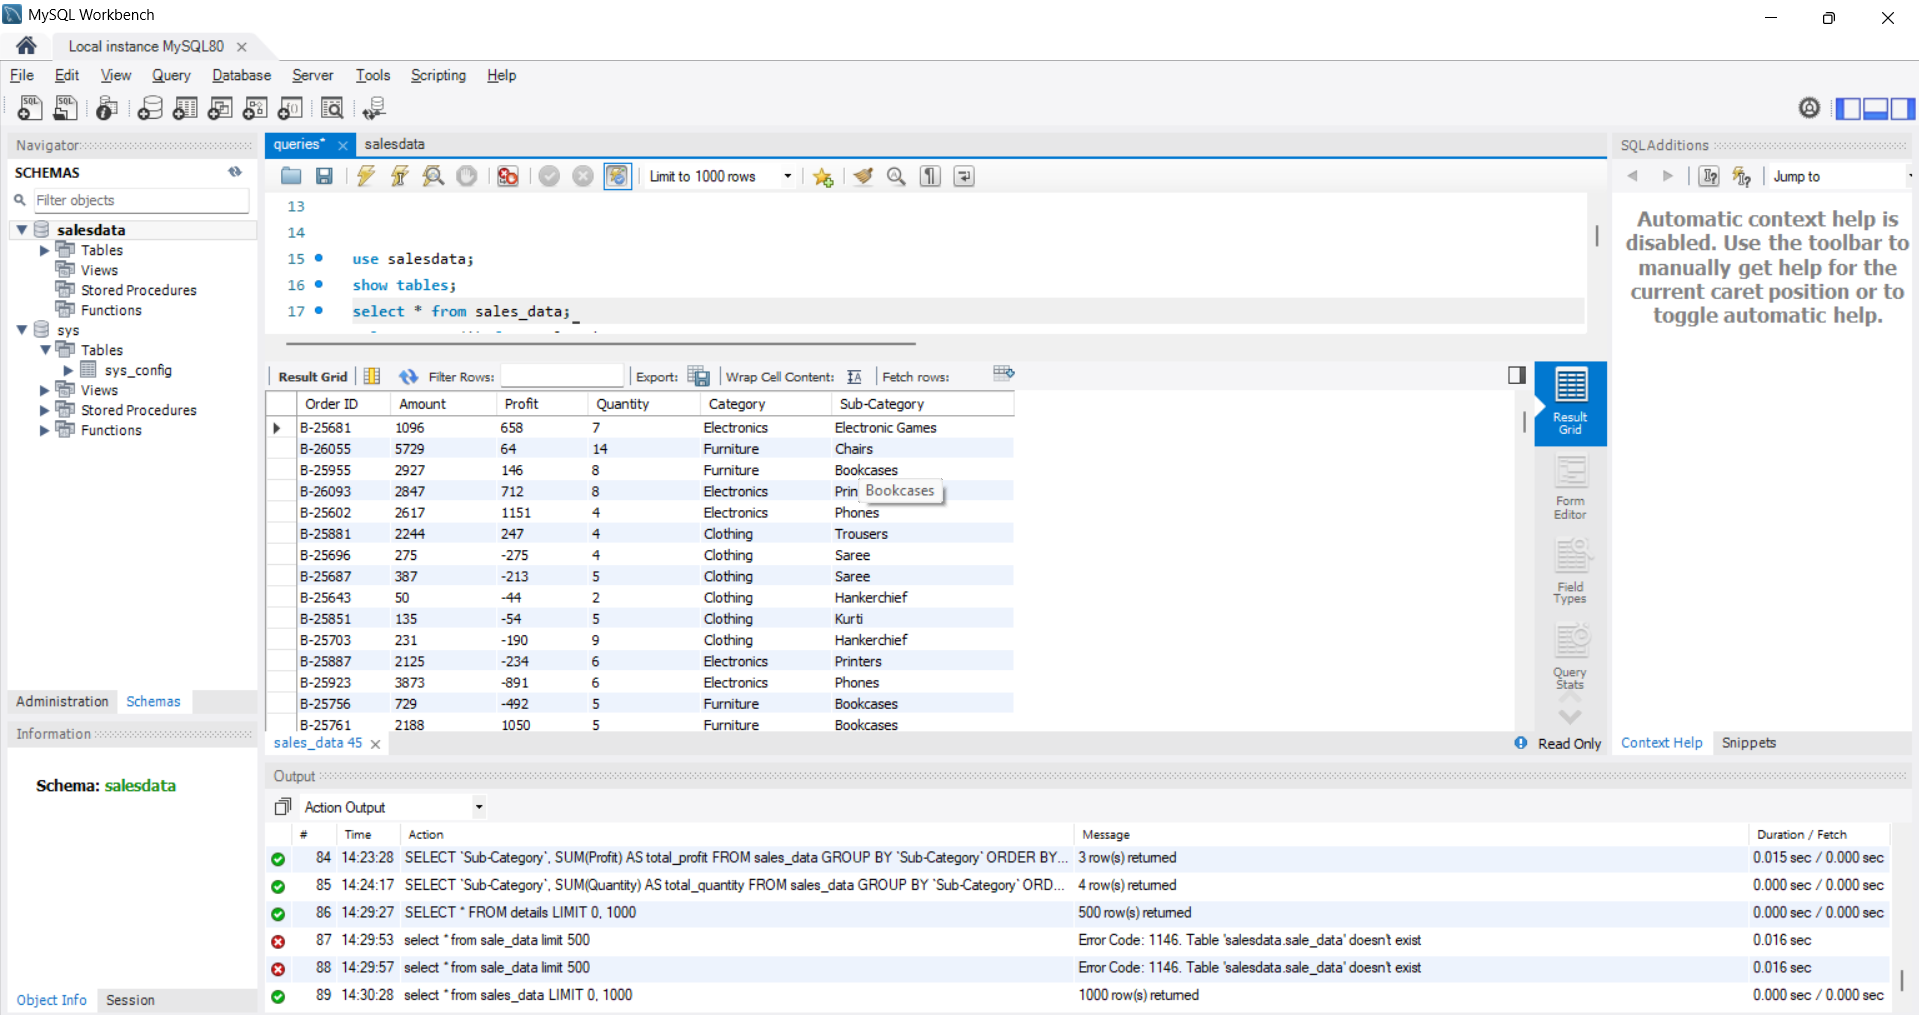 MySQL Workbench
Local instance MySQL80
File Edit View Query Database Server Tools Scripting Help
Navigator
SCHEMAS
Filter objects
salesdata
Tables
Views
Stored Procedures
Functions
sys
Tables
sys_config
Views
Stored Procedures
Functions
Administration Schemas
Information
Schema: salesdata
Object Info Session
queries* salesdata
Limit to 1000 rows
13
14
15 use salesdata;
16 show tables;
17 select * from sales_data;
Result Grid Filter Rows: Export: Wrap Cell Content: Fetch rows:
Order ID Amount Profit Quantity Category Sub-Category
B-25681 1096 658 7 Electronics Electronic Games
B-26055 5729 64 14 Furniture Chairs
B-25955 2927 146 8 Furniture Bookcases
B-26093 2847 712 8 Electronics Prin
Bookcases
B-25602 2617 1151 4 Electronics Phones
B-25881 2244 247 4 Clothing Trousers
B-25696 275 -275 4 Clothing Saree
B-25687 387 -213 5 Clothing Saree
B-25643 50 -44 2 Clothing Hankerchief
B-25851 135 -54 5 Clothing Kurti
B-25703 231 -190 9 Clothing Hankerchief
B-25887 2125 -234 6 Electronics Printers
B-25923 3873 -891 6 Electronics Phones
B-25756 729 -492 5 Furniture Bookcases
B-25761 2188 1050 5 Furniture Bookcases
Result Grid
Form Editor
Field Types
Query Stats
sales_data 45
Read Only
SQLAdditions
Jump to
Automatic context help is
disabled. Use the toolbar to
manually get help for the
current caret position or to
toggle automatic help.
Context Help Snippets
Output
Action Output
# Time Action Message Duration / Fetch
84 14:23:28 SELECT `Sub-Category`, SUM(Profit) AS total_profit FROM sales_data GROUP BY `Sub-Category` ORDER BY... 3 row(s) returned 0.015 sec / 0.000 sec
85 14:24:17 SELECT `Sub-Category`, SUM(Quantity) AS total_quantity FROM sales_data GROUP BY `Sub-Category` ORD... 4 row(s) returned 0.000 sec / 0.000 sec
86 14:29:27 SELECT * FROM details LIMIT 0, 1000 500 row(s) returned 0.000 sec / 0.000 sec
87 14:29:53 select * from sale_data limit 500 Error Code: 1146. Table 'salesdata.sale_data' doesn't exist 0.016 sec
88 14:29:57 select * from sale_data limit 500 Error Code: 1146. Table 'salesdata.sale_data' doesn't exist 0.016 sec
89 14:30:28 select * from sales_data LIMIT 0, 1000 1000 row(s) returned 0.000 sec / 0.000 sec